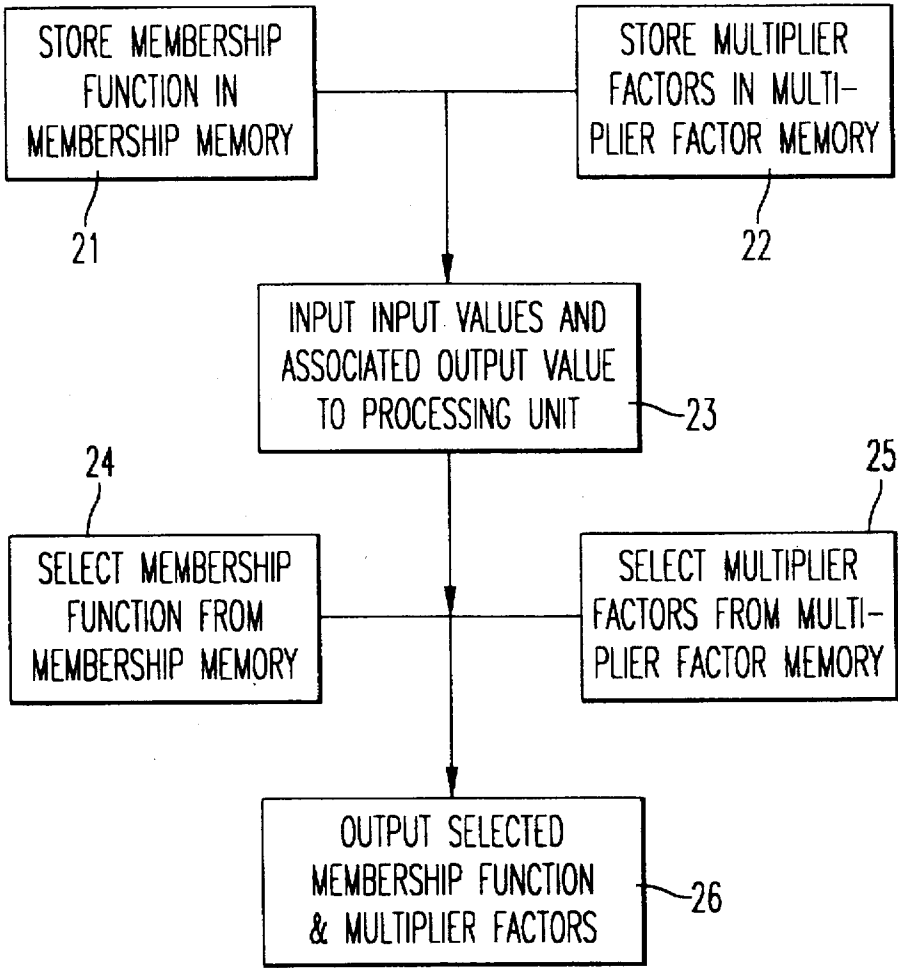 STORE MEMBERSHIP
FUNCTION IN
MEMBERSHIP MEMORY
21
STORE MULTIPLIER
FACTORS IN MULTI-
PLIER FACTOR MEMORY
22
INPUT INPUT VALUES AND
ASSOCIATED OUTPUT VALUE
TO PROCESSING UNIT
23
24
SELECT MEMBERSHIP
FUNCTION FROM
MEMBERSHIP MEMORY
25
SELECT MULTIPLIER
FACTORS FROM MULTI-
PLIER FACTOR MEMORY
OUTPUT SELECTED
MEMBERSHIP FUNCTION
& MULTIPLIER FACTORS
26